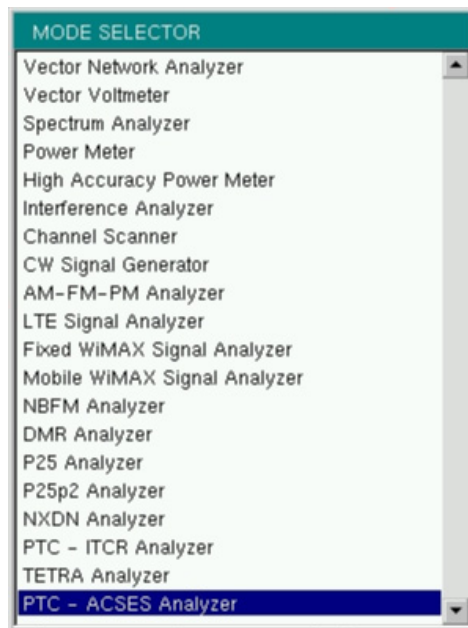 MODE SELECTOR
Vector Network Analyzer
Vector Voltmeter
Spectrum Analyzer
Power Meter
High Accuracy Power Meter
Interference Analyzer
Channel Scanner
CW Signal Generator
AM-FM-PM Analyzer
LTE Signal Analyzer
Fixed WiMAX Signal Analyzer
Mobile WiMAX Signal Analyzer
NBFM Analyzer
DMR Analyzer
P25 Analyzer
P25p2 Analyzer
NXDN Analyzer
PTC - ITCR Analyzer
TETRA Analyzer
PTC - ACSES Analyzer